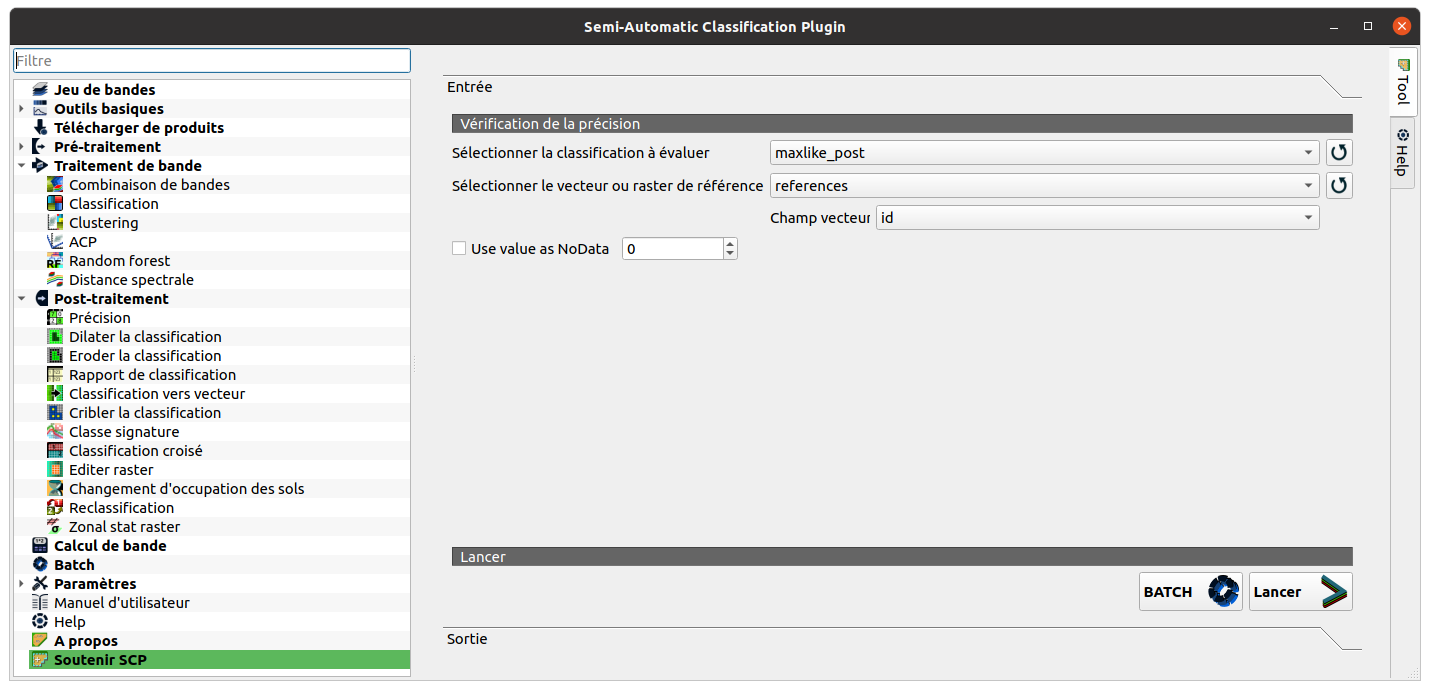 Semi-Automatic Classification Plugin
Filtre
Jeu de bandes
Outils basiques
Télécharger de produits
Pré-traitement
Traitement de bande
Combinaison de bandes
Classification
Clustering
ACP
RF Random forest
Distance spectrale
Post-traitement
Précision
Dilater la classification
Eroder la classification
Rapport de classification
Classification vers vecteur
Cribler la classification
Classe signature
Classification croisé
Editer raster
Changement d'occupation des sols
Reclassification
Zonal stat raster
Calcul de bande
Batch
Paramètres
Manuel d'utilisateur
Help
A propos
Soutenir SCP
Entrée
Vérification de la précision
Sélectionner la classification à évaluer maxlike_post
Sélectionner le vecteur ou raster de référence references
Champ vecteur id
Use value as NoData 0
Lancer
BATCH Lancer
Sortie
Tool
Help